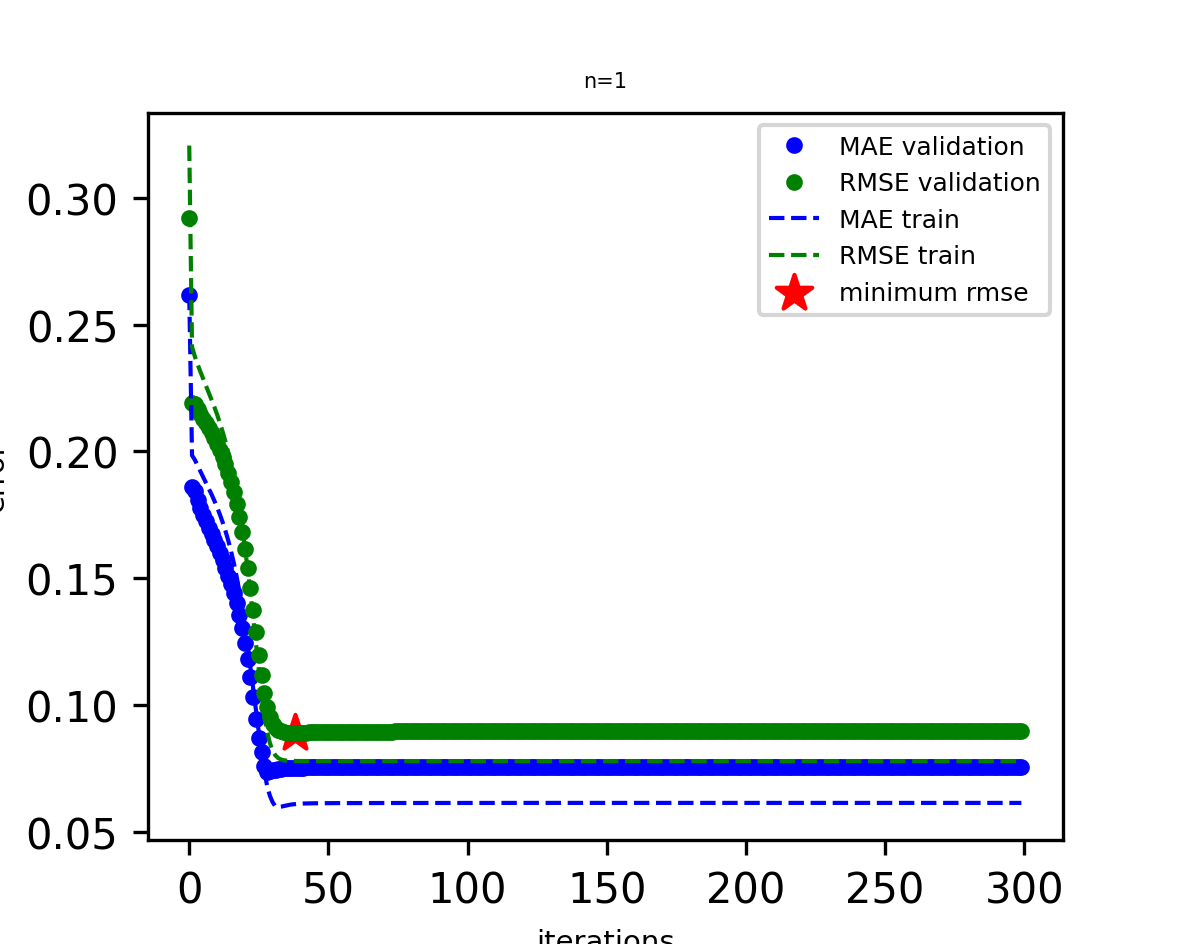 n=1
MAE validation
RMSE validation
MAE train
RMSE train
minimum rmse
0.30
0.25
0.20
0.15
0.10
0.05
0 50 100 150 200 250 300
iterations